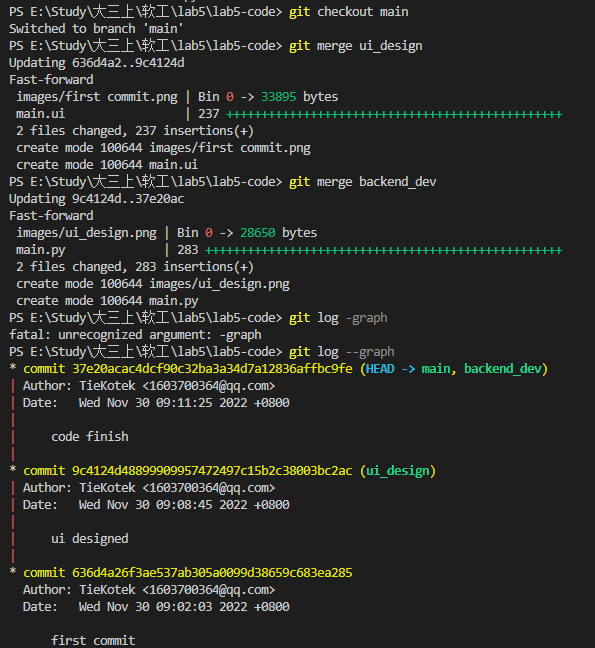 PS E:\Study\大三上\软工\lab5\lab5-code> git checkout main
Switched to branch 'main'
PS E:\Study\大三上\软工\lab5\lab5-code> git merge ui_design
Updating 636d4a2..9c4124d
Fast-forward
 images/first commit.png | Bin 0 -> 33895 bytes
 main.ui                 | 237 ++++++++++++++++++++++++++++++++++++++++++++++++
 2 files changed, 237 insertions(+)
 create mode 100644 images/first commit.png
 create mode 100644 main.ui
PS E:\Study\大三上\软工\lab5\lab5-code> git merge backend_dev
Updating 9c4124d..37e20ac
Fast-forward
 images/ui_design.png | Bin 0 -> 28650 bytes
 main.py              | 283 +++++++++++++++++++++++++++++++++++++++++++++++++++
 2 files changed, 283 insertions(+)
 create mode 100644 images/ui_design.png
 create mode 100644 main.py
PS E:\Study\大三上\软工\lab5\lab5-code> git log -graph
fatal: unrecognized argument: -graph
PS E:\Study\大三上\软工\lab5\lab5-code> git log --graph
* commit 37e20acac4dcf90c32ba3a34d7a12836affbc9fe (HEAD -> main, backend_dev)
| Author: TieKotek <1603700364@qq.com>
| Date:   Wed Nov 30 09:11:25 2022 +0800
|
|     code finish
|
* commit 9c4124d48899909957472497c15b2c38003bc2ac (ui_design)
| Author: TieKotek <1603700364@qq.com>
| Date:   Wed Nov 30 09:08:45 2022 +0800
|
|     ui designed
|
* commit 636d4a26f3ae537ab305a0099d38659c683ea285
  Author: TieKotek <1603700364@qq.com>
  Date:   Wed Nov 30 09:02:03 2022 +0800

      first commit